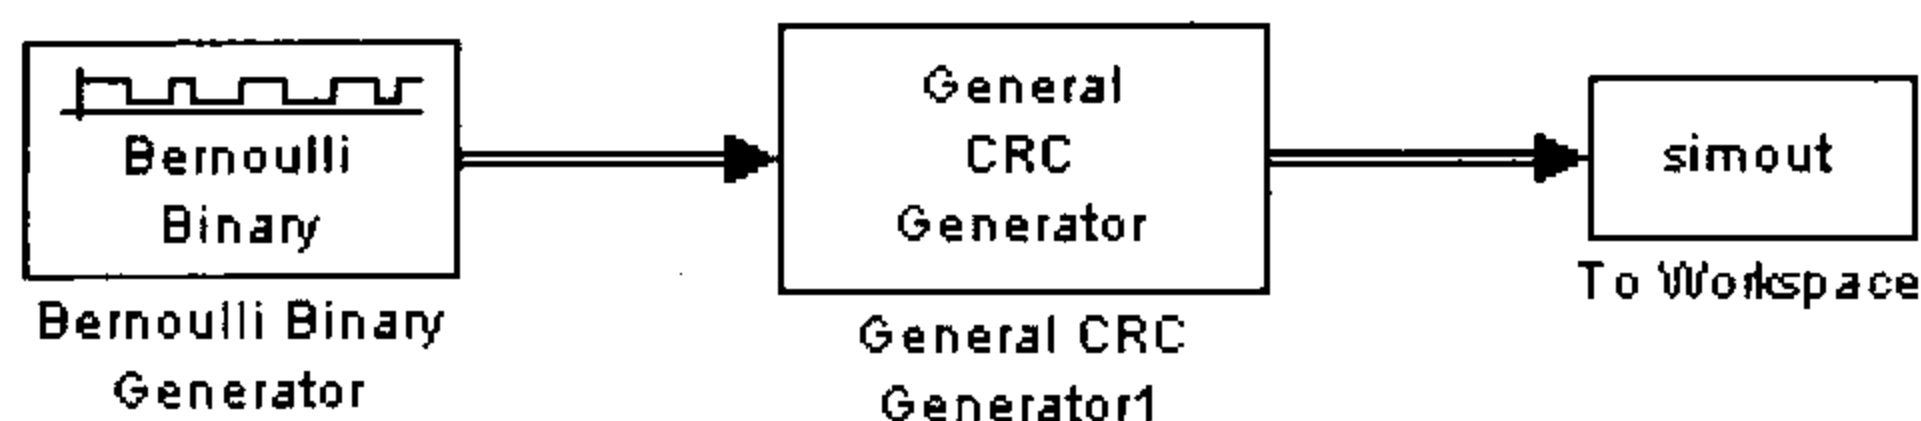 Bernoulli
Binary
Bernoulli Binary
Generator
General
CRC
Generator
General CRC
Generator1
simout
To Workspace